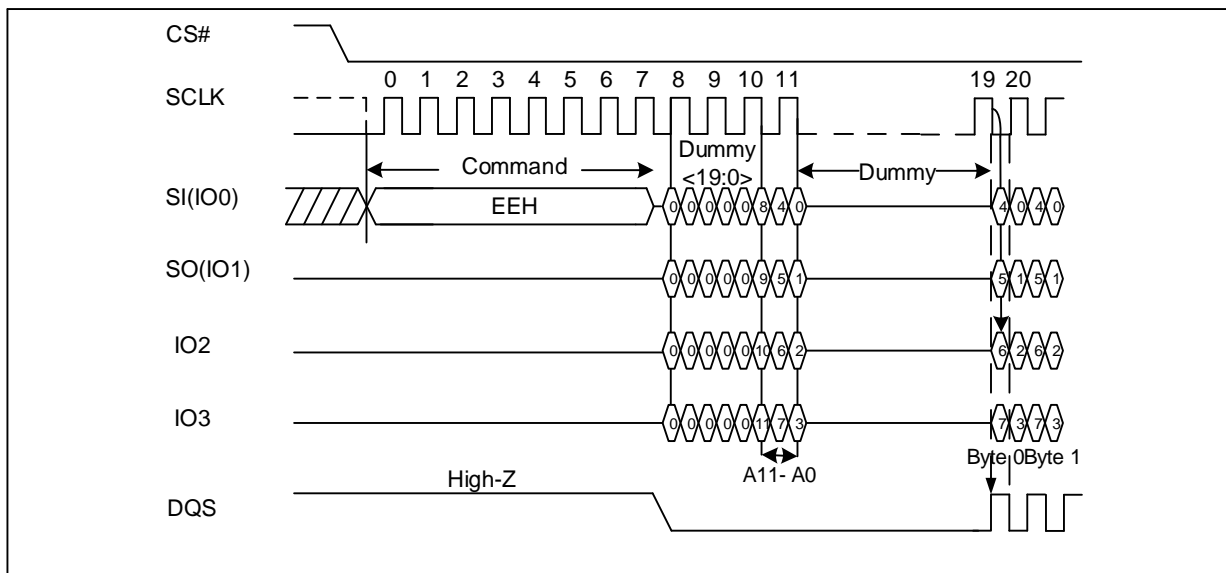 CS#
0 1 2 3 4 5 6 7 8 9 10 11 19 20
SCLK
Command
Dummy
<19:0>
Dummy
SI(IO0)
EEH
0 0 0 0 0 8 4 0
4 0 4 0
SO(IO1)
0 0 0 0 0 9 5 1
5 1 5 1
IO2
0 0 0 0 0 10 6 2
6 2 6 2
IO3
0 0 0 0 0 11 7 3
7 3 7 3
Byte 0 Byte 1
A11- A0
High-Z
DQS